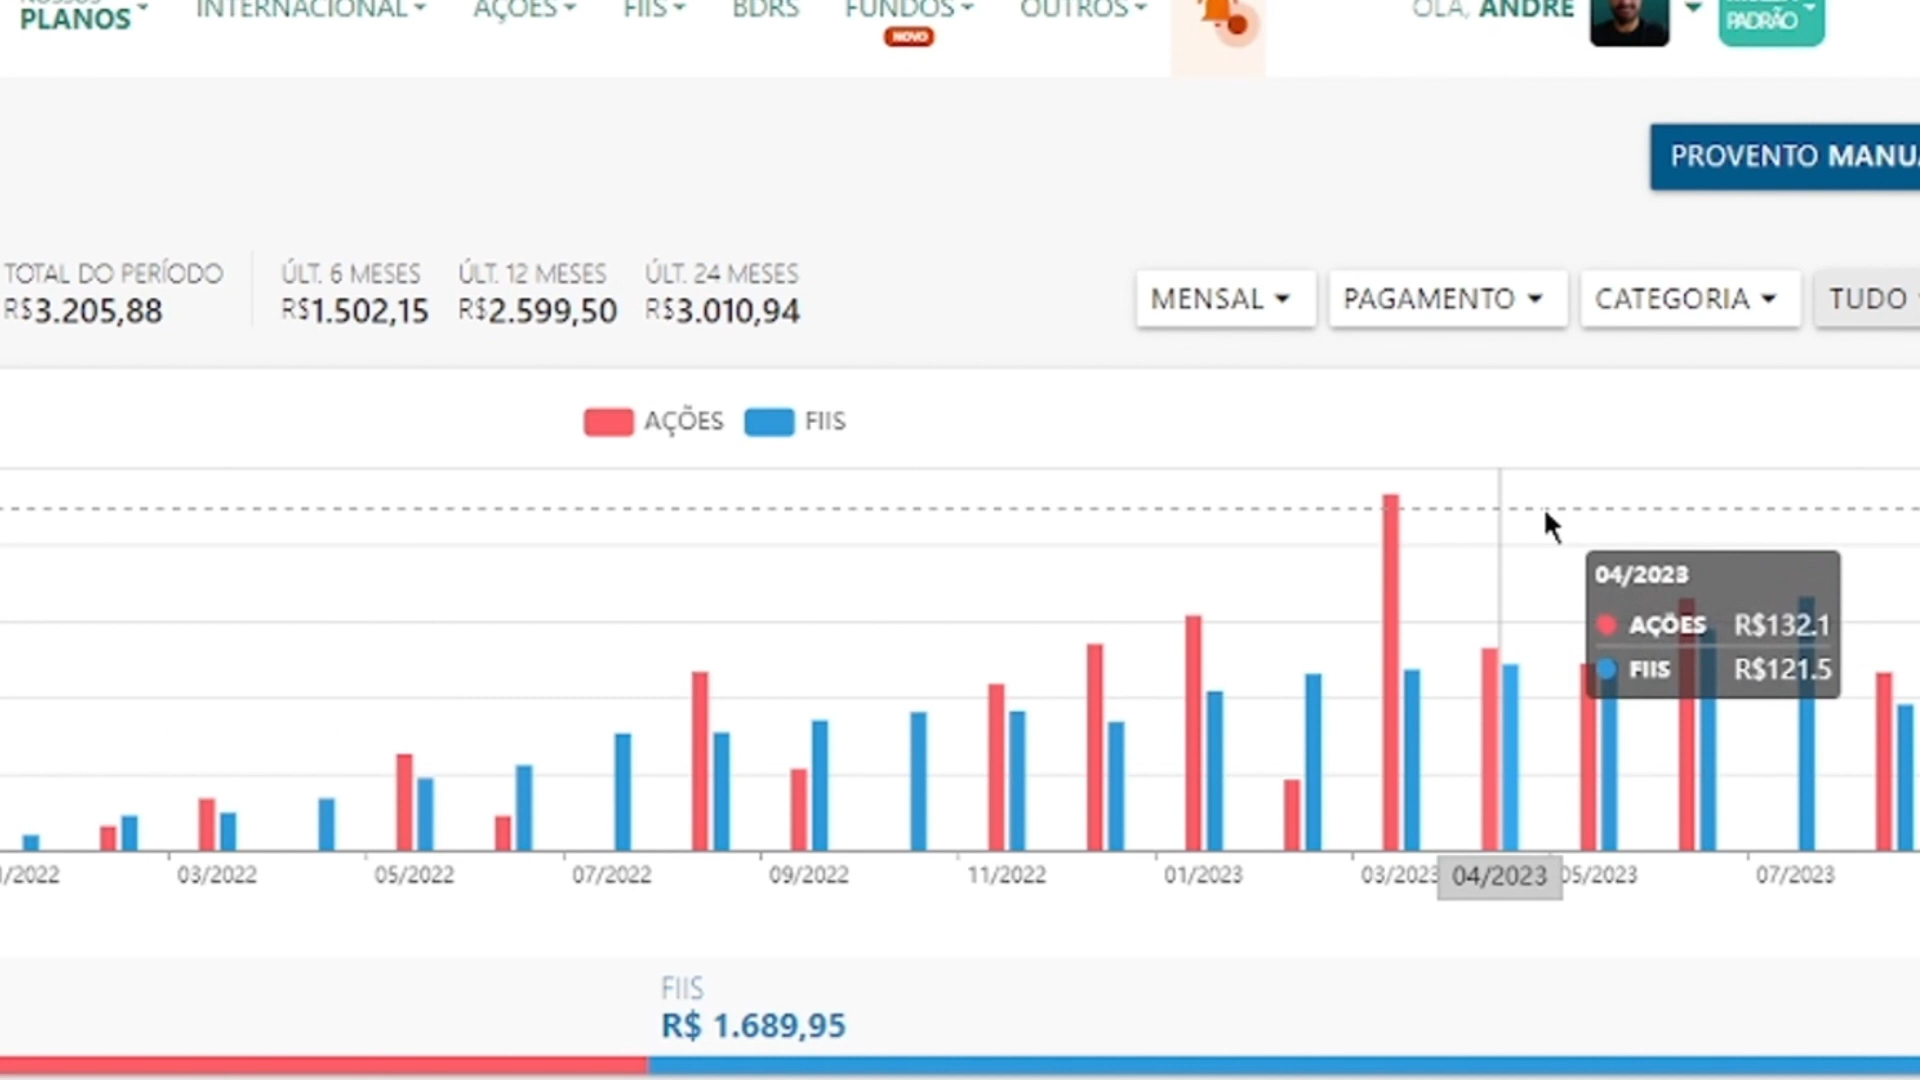 PLANOS INTERNACIONAL AÇÕES FIIS BDRS FUNDOS OUTROS OLÁ, ANDRÉ
NOVO
PADRÃO
PROVENTO MANUA
TOTAL DO PERÍODO ÚLT. 6 MESES ÚLT. 12 MESES ÚLT. 24 MESES
R$3.205,88 R$1.502,15 R$2.599,50 R$3.010,94
MENSAL PAGAMENTO CATEGORIA TUDO
AÇÕES FIIS
04/2023
AÇÕES R$132.1
FIIS R$121.5
/2022 03/2022 05/2022 07/2022 09/2022 11/2022 01/2023 03/2023 04/2023 05/2023 07/2023
FIIS
R$ 1.689,95